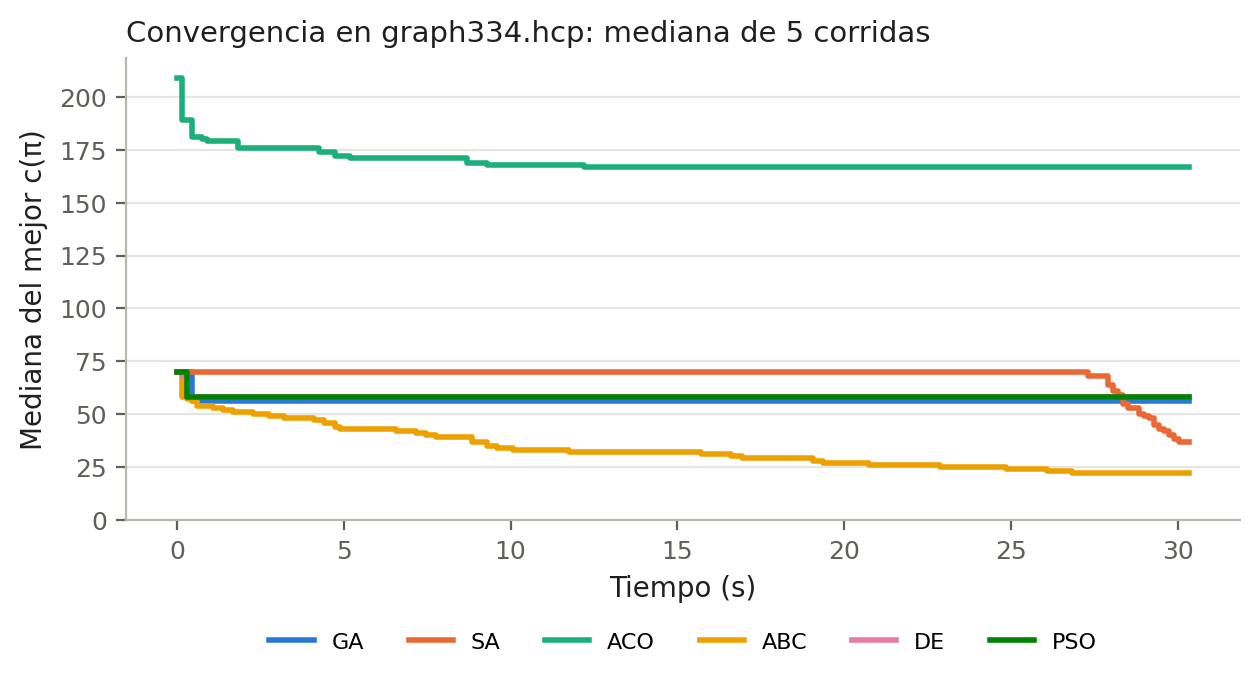 Convergencia en graph334.hcp: mediana de 5 corridas
Mediana del mejor c(π)
200
175
150
125
100
75
50
25
0
0 5 10 15 20 25 30
Tiempo (s)
GA SA ACO ABC DE PSO